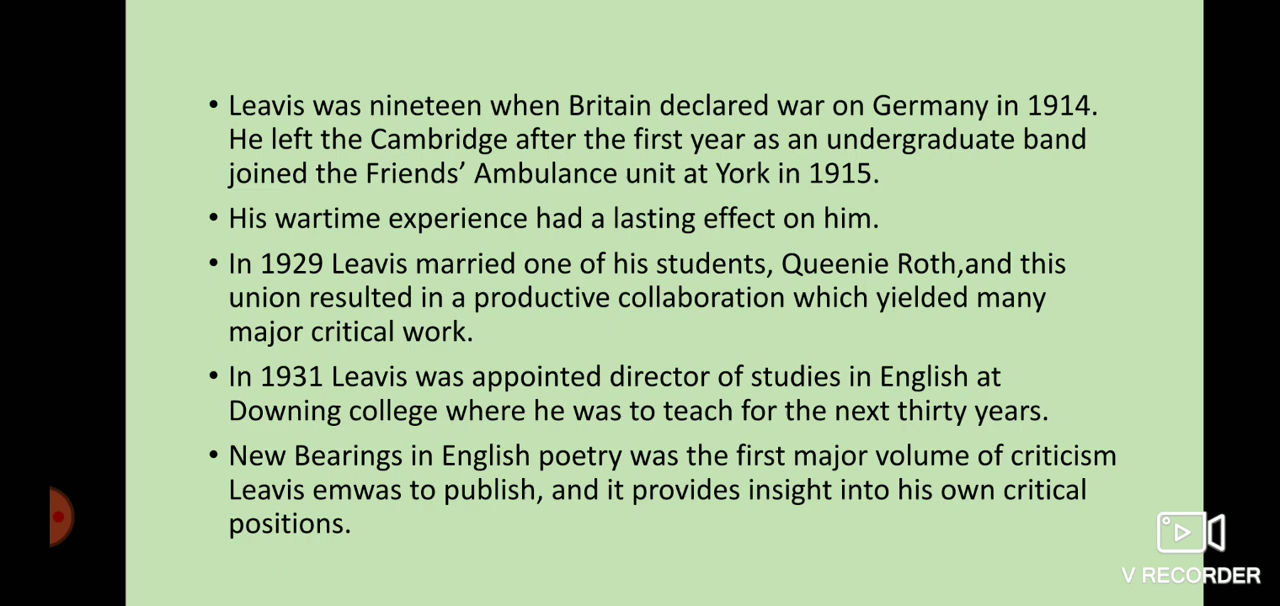 • Leavis was nineteen when Britain declared war on Germany in 1914.
He left the Cambridge after the first year as an undergraduate band
joined the Friends’ Ambulance unit at York in 1915.
• His wartime experience had a lasting effect on him.
• In 1929 Leavis married one of his students, Queenie Roth,and this
union resulted in a productive collaboration which yielded many
major critical work.
• In 1931 Leavis was appointed director of studies in English at
Downing college where he was to teach for the next thirty years.
• New Bearings in English poetry was the first major volume of criticism
Leavis emwas to publish, and it provides insight into his own critical
positions.
V RECORDER